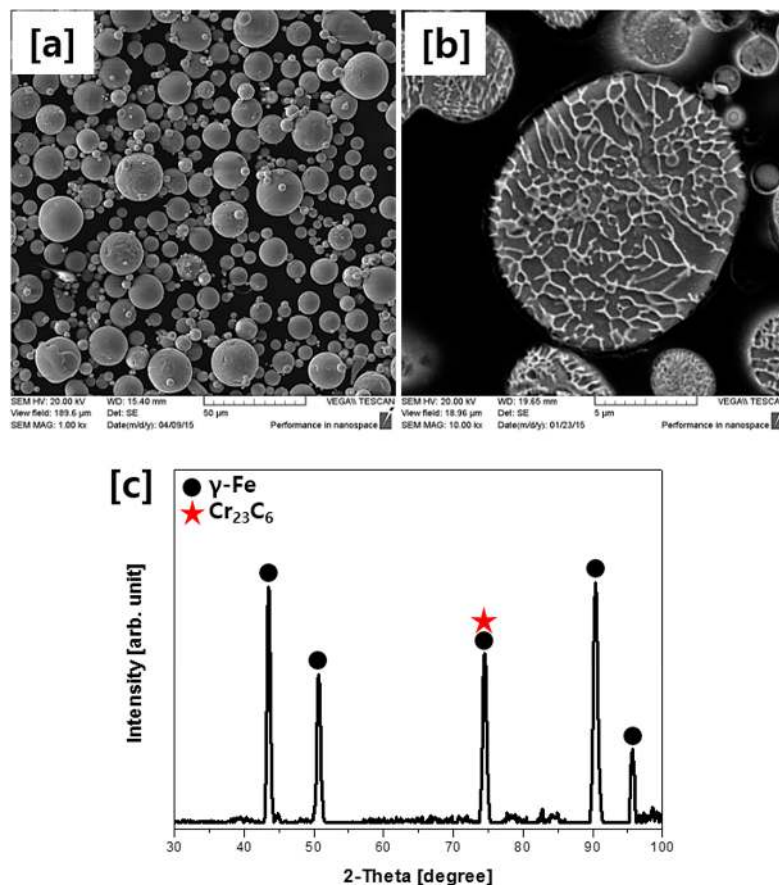 [a]
SEM HV: 20.00 kV WD: 15.40 mm VEGA\\ TESCAN
View field: 189.6 µm Det: SE 50 µm
SEM MAG: 1.00 kx Date(m/d/y): 04/09/15 Performance in nanospace
[b]
SEM HV: 20.00 kV WD: 19.65 mm VEGA\\ TESCAN
View field: 18.96 µm Det: SE 5 µm
SEM MAG: 10.00 kx Date(m/d/y): 01/23/15 Performance in nanospace
[c]
γ-Fe
Cr₂₃C₆
Intensity [arb. unit]
30 40 50 60 70 80 90 100
2-Theta [degree]